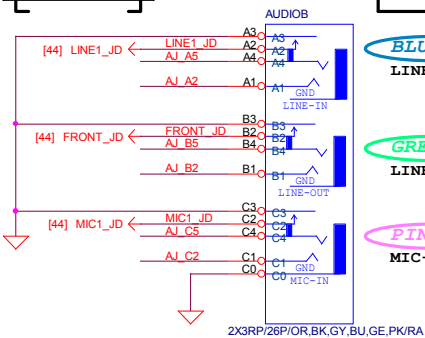 AUDIOB
A3 A3
[44] LINE1_JD LINE1_JD A2 A2
AJ_A5 A4 A4
AJ_A2 A1 A1
GND
LINE-IN
BLU
LINE
B3 B3
[44] FRONT_JD FRONT_JD B2 B2
AJ_B5 B4 B4
AJ_B2 B1 B1
GND
LINE-OUT
GRE
LINE
C3 C3
[44] MIC1_JD MIC1_JD C2 C2
AJ_C5 C4 C4
AJ_C2 C1 C1
GND
C0 C0 MIC-IN
PIN
MIC-
2X3RP/26P/OR,BK,GY,BU,GE,PK/RA